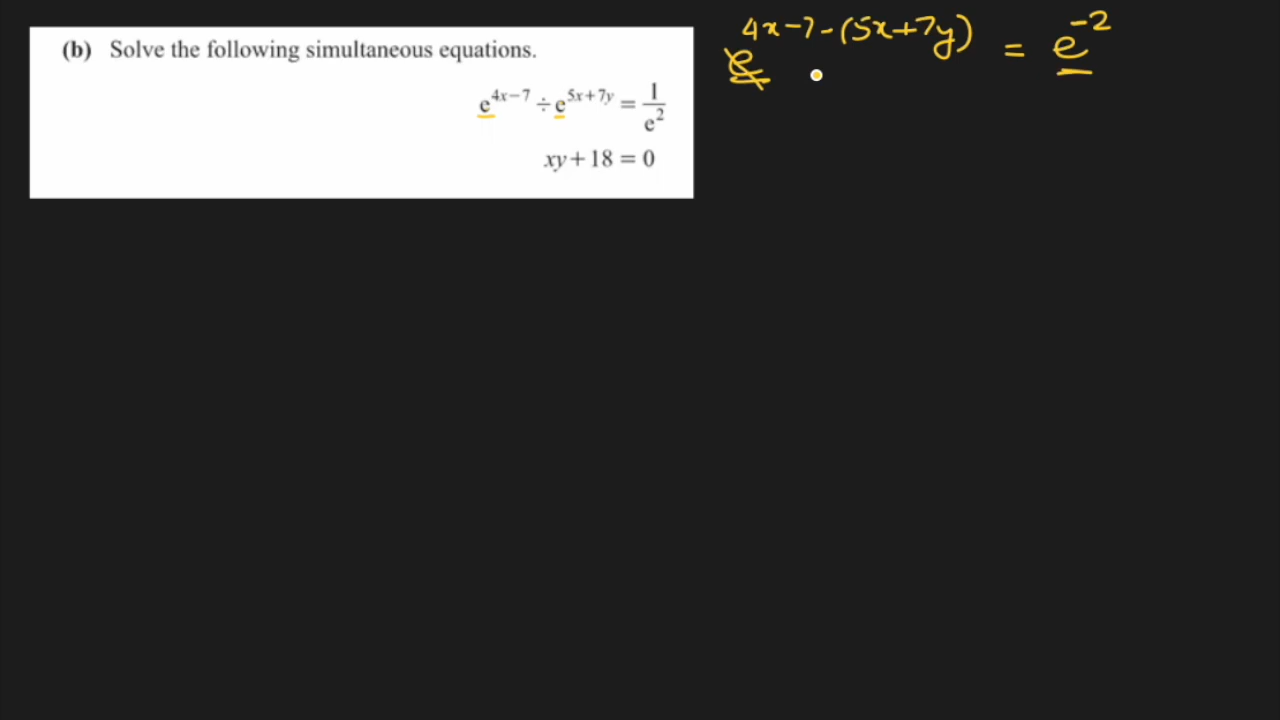 (b) Solve the following simultaneous equations.
e^{4x−7} ÷ e^{5x+7y} = 1/e^2
xy + 18 = 0
e^{4x−7−(5x+7y)} = e^{−2}